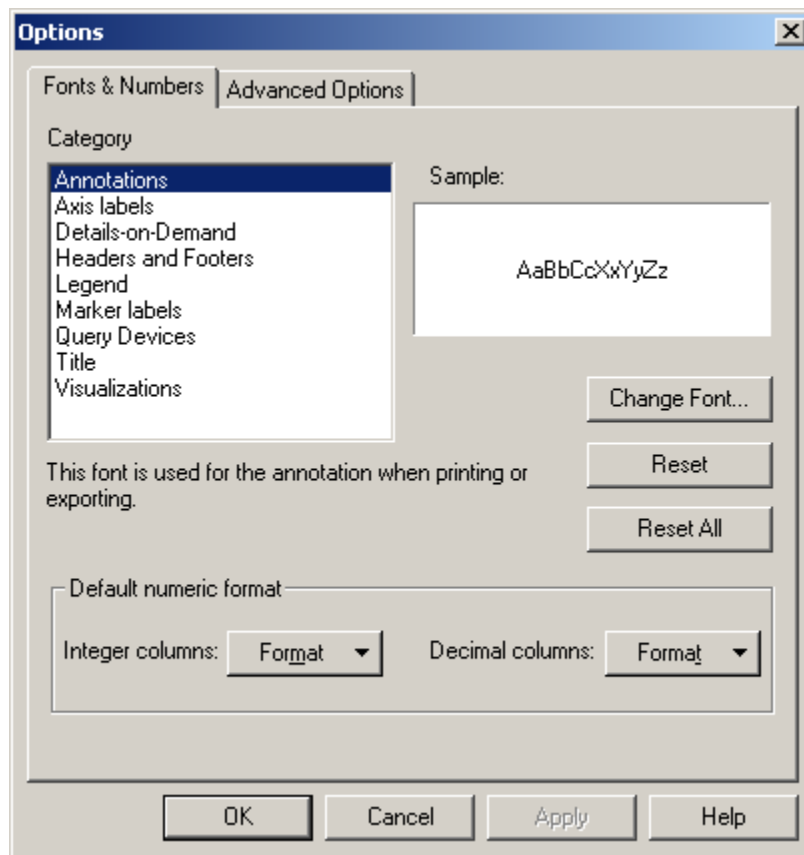 Options
Fonts & Numbers
Advanced Options
Category
Annotations
Axis labels
Details-on-Demand
Headers and Footers
Legend
Marker labels
Query Devices
Title
Visualizations
Sample:
AaBbCcXxYyZz
Change Font...
Reset
Reset All
This font is used for the annotation when printing or
exporting.
Default numeric format
Integer columns:
Format
Decimal columns:
Format
OK
Cancel
Apply
Help